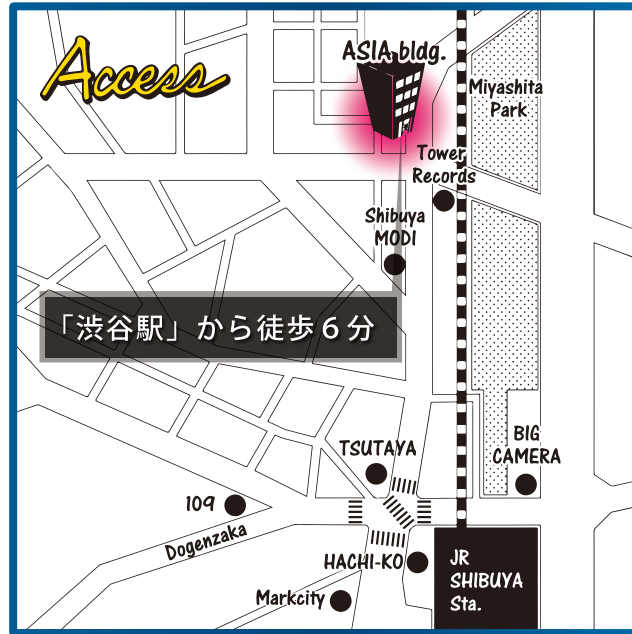 Access
ASIA bldg.
Miyashita
Park
Tower
Records
Shibuya
MODI
「渋谷駅」から徒歩６分
TSUTAYA
BIG
CAMERA
109
Dogenzaka
HACHI-KO
JR
SHIBUYA
Sta.
Markcity